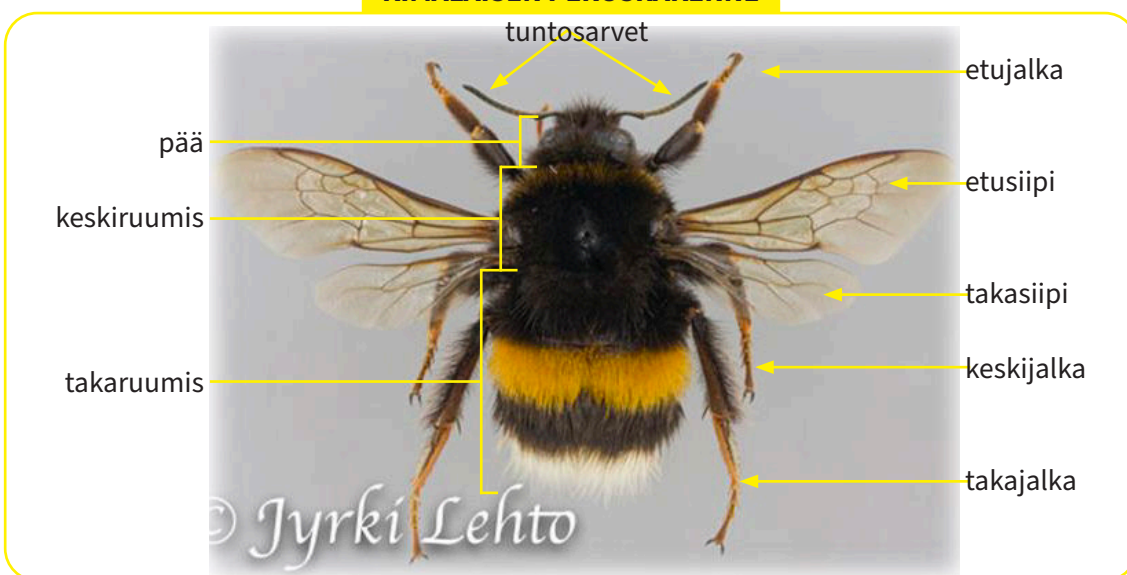 tuntosarvet
etujalka
pää
etusiipi
keskiruumis
takasiipi
keskijalka
takaruumis
takajalka
© Jyrki Lehto